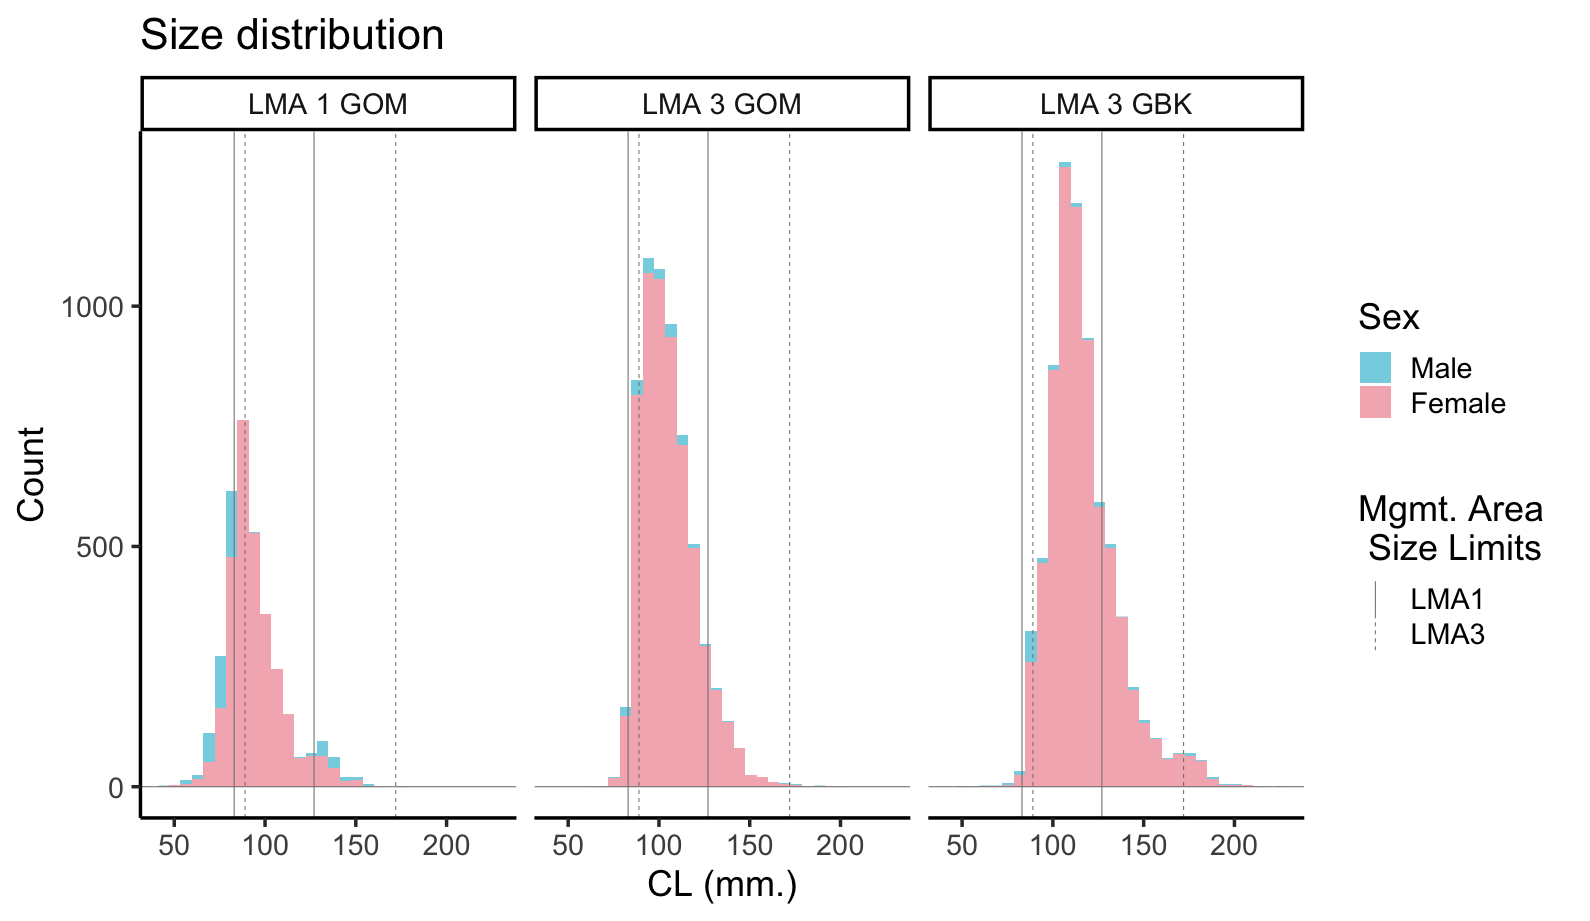 Size distribution
LMA 1 GOM
LMA 3 GOM
LMA 3 GBK
Count
1000
500
0
50 100 150 200
50 100 150 200
50 100 150 200
CL (mm.)
Sex
Male
Female
Mgmt. Area
Size Limits
LMA1
LMA3